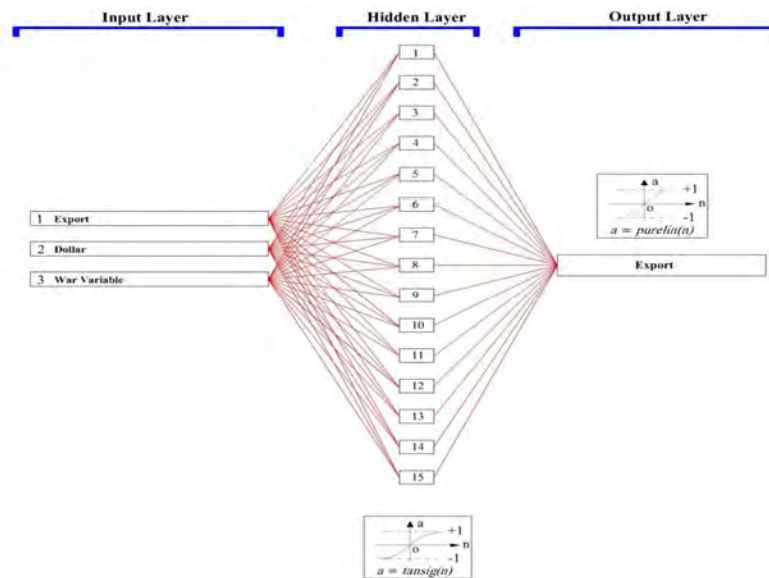 Input Layer
Hidden Layer
Output Layer
1
2
3
4
5
6
7
8
9
10
11
12
13
14
15
1 Export
2 Dollar
3 War Variable
a
+1
o
n
-1
a = purelin(n)
Export
a
+1
o
n
-1
a = tansig(n)